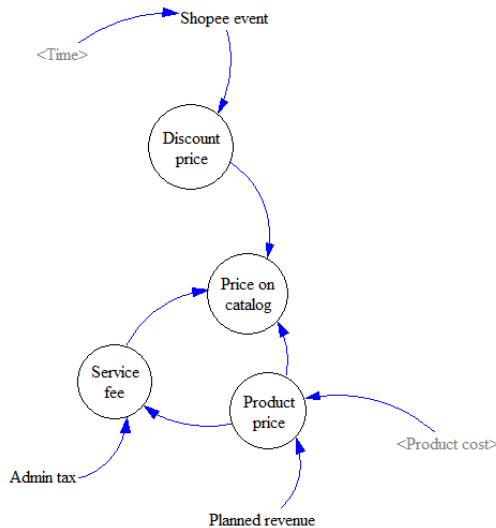 Shopee event
<Time>
Discount
price
Price on
catalog
Service
fee
Product
price
<Product cost>
Admin tax
Planned revenue